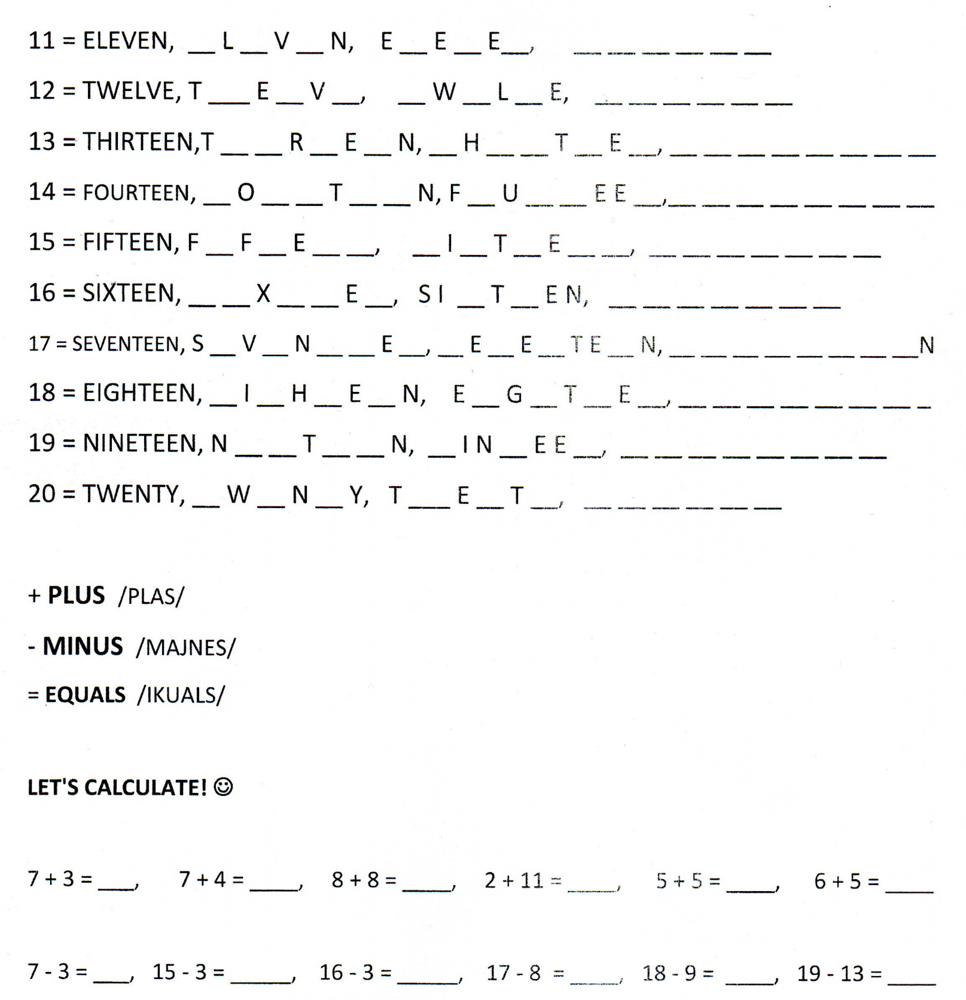 11 = ELEVEN, __ L __ V __ N, E __ E __ E __, __ __ __ __ __ __
12 = TWELVE, T ___ E __ V __, __ W __ L __ E, __ __ __ __ __ __
13 = THIRTEEN,T __ __ R __ E __ N, __ H __ __ T __ E __, __ __ __ __ __ __ __ __
14 = FOURTEEN, __ O __ __ T __ __ N, F __ U __ __ E E __,__ __ __ __ __ __ __ __
15 = FIFTEEN, F __ F __ E __ __, __ I __ T __ E __ __, __ __ __ __ __ __ __
16 = SIXTEEN, __ __ X __ __ E __, S I __ T __ E N, __ __ __ __ __ __ __
17 = SEVENTEEN, S __ V __ N __ __ E __, __ E __ E __ T E __ N, __ __ __ __ __ __ __ __N
18 = EIGHTEEN, __ I __ H __ E __ N, E __ G __ T __ E __, __ __ __ __ __ __ __ _
19 = NINETEEN, N __ __ T __ __ N, __ I N __ E E __, __ __ __ __ __ __ __ __
20 = TWENTY, __ W __ N __ Y, T ___ E __ T __, __ __ __ __ __ __
+ PLUS /PLAS/
- MINUS /MAJNES/
= EQUALS /IKUALS/
LET'S CALCULATE! ☺
7 + 3 = ___, 7 + 4 = ____, 8 + 8 = ____, 2 + 11 = ____, 5 + 5 = ____, 6 + 5 = ____
7 - 3 = ___, 15 - 3 = _____, 16 - 3 = _____, 17 - 8 = ____, 18 - 9 = ____, 19 - 13 = ____